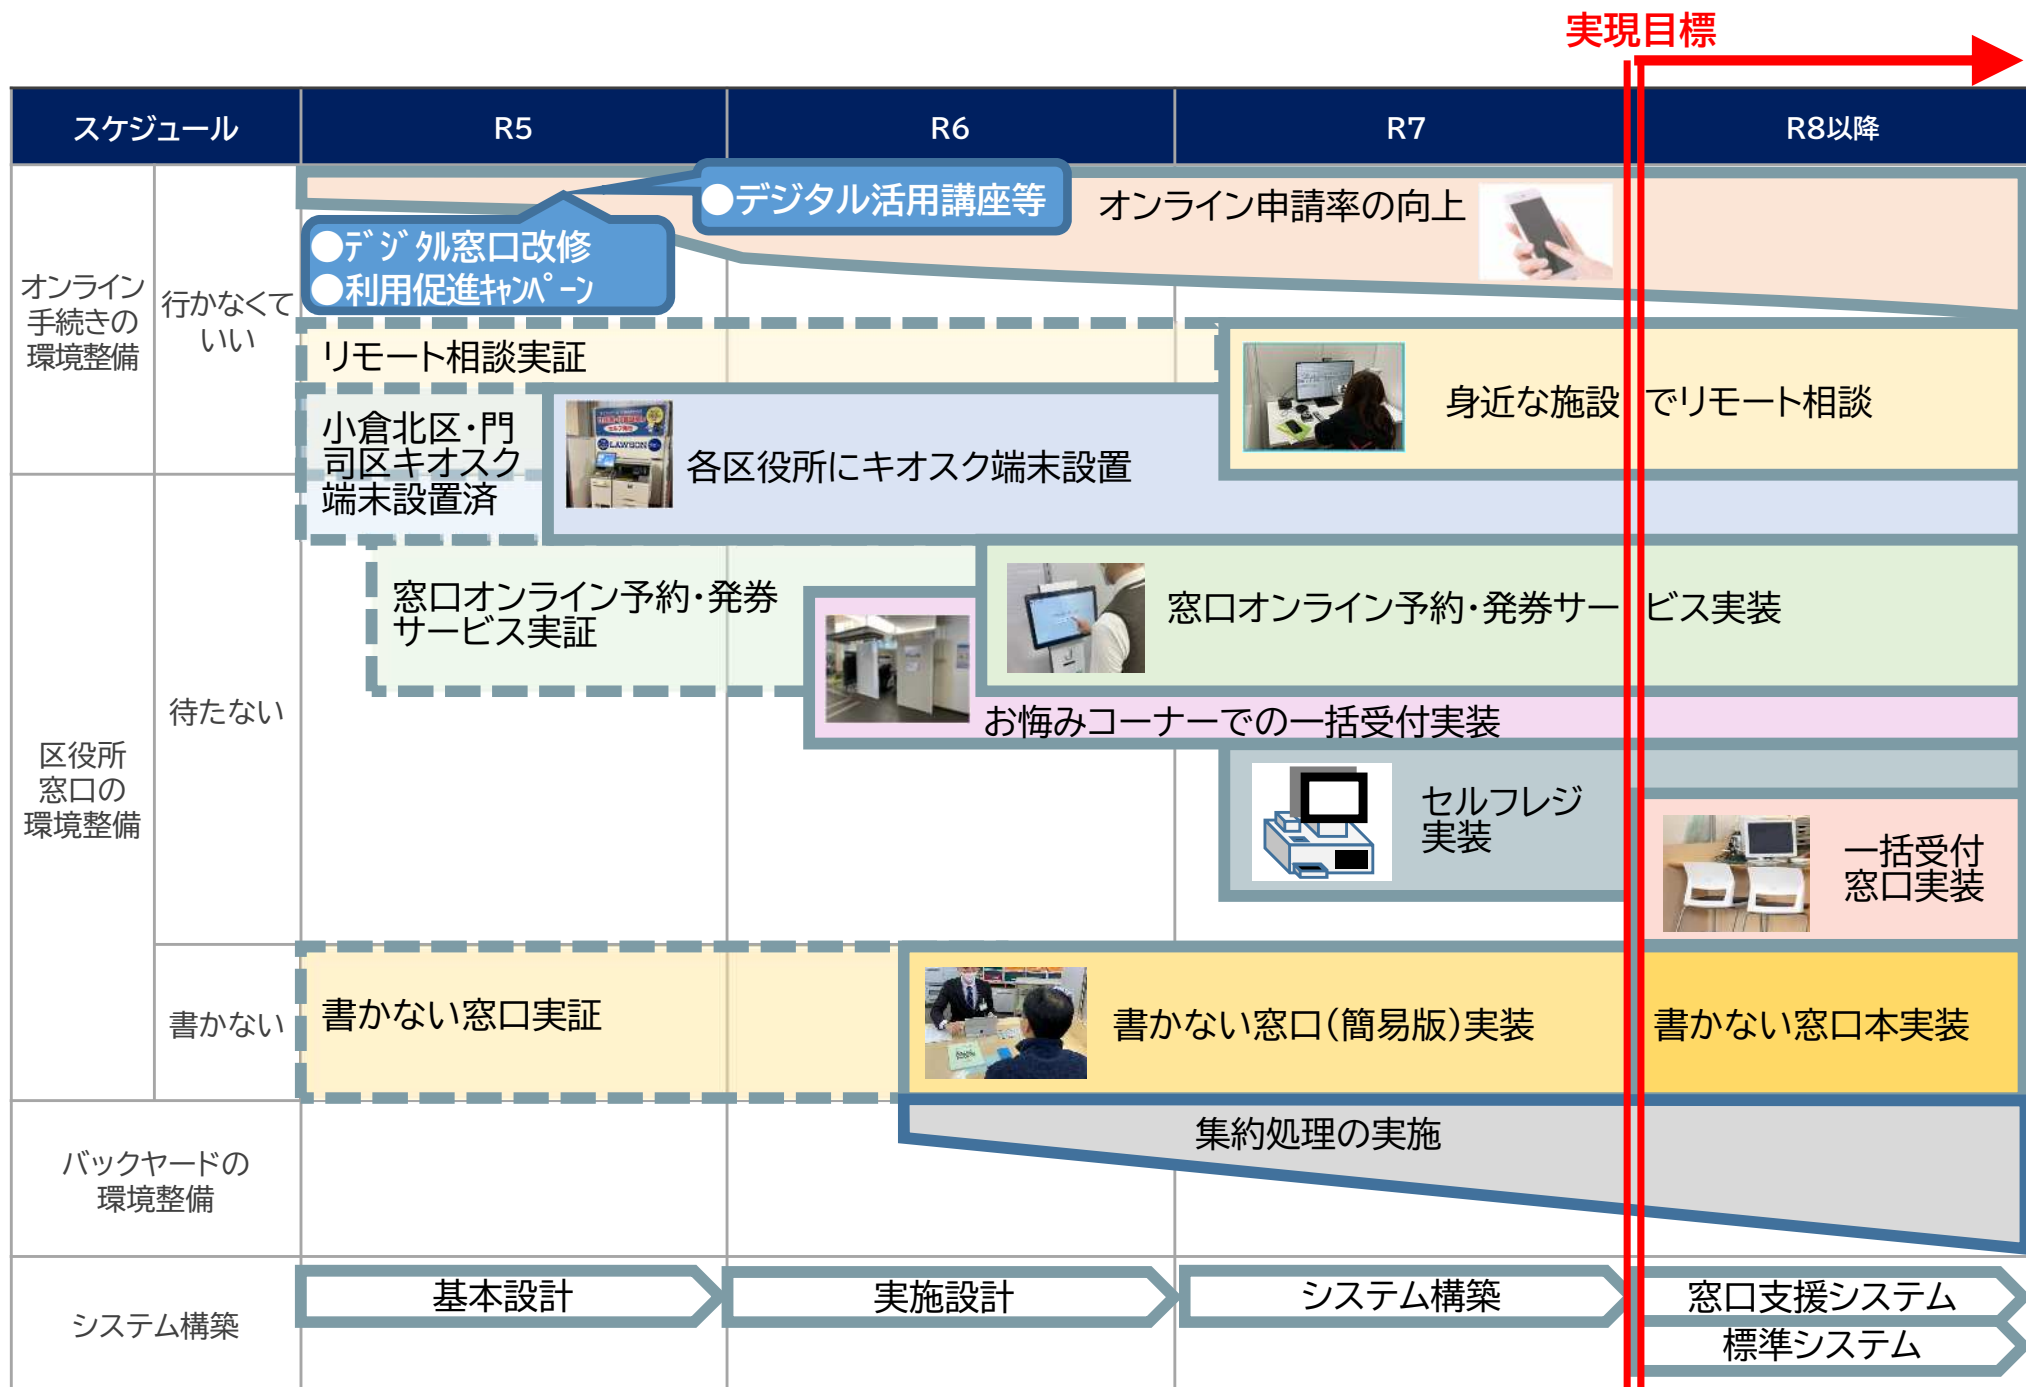 実現目標
スケジュール
R5
R6
R7
R8以降
オンライン
手続きの
環境整備
行かなくて
いい
●デジタル活用講座等
●ﾃﾞｼﾞﾀﾙ窓口改修
●利用促進ｷｬﾝﾍﾟｰﾝ
オンライン申請率の向上
リモート相談実証
身近な施設でリモート相談
小倉北区・門
司区キオスク
端末設置済
LAWSON
各区役所にキオスク端末設置
区役所
窓口の
環境整備
待たない
窓口オンライン予約・発券
サービス実証
窓口オンライン予約・発券サービス実装
お悔みコーナーでの一括受付実装
セルフレジ
実装
一括受付
窓口実装
書かない
書かない窓口実証
書かない窓口(簡易版)実装
書かない窓口本実装
バックヤードの
環境整備
集約処理の実施
システム構築
基本設計
実施設計
システム構築
窓口支援システム
標準システム